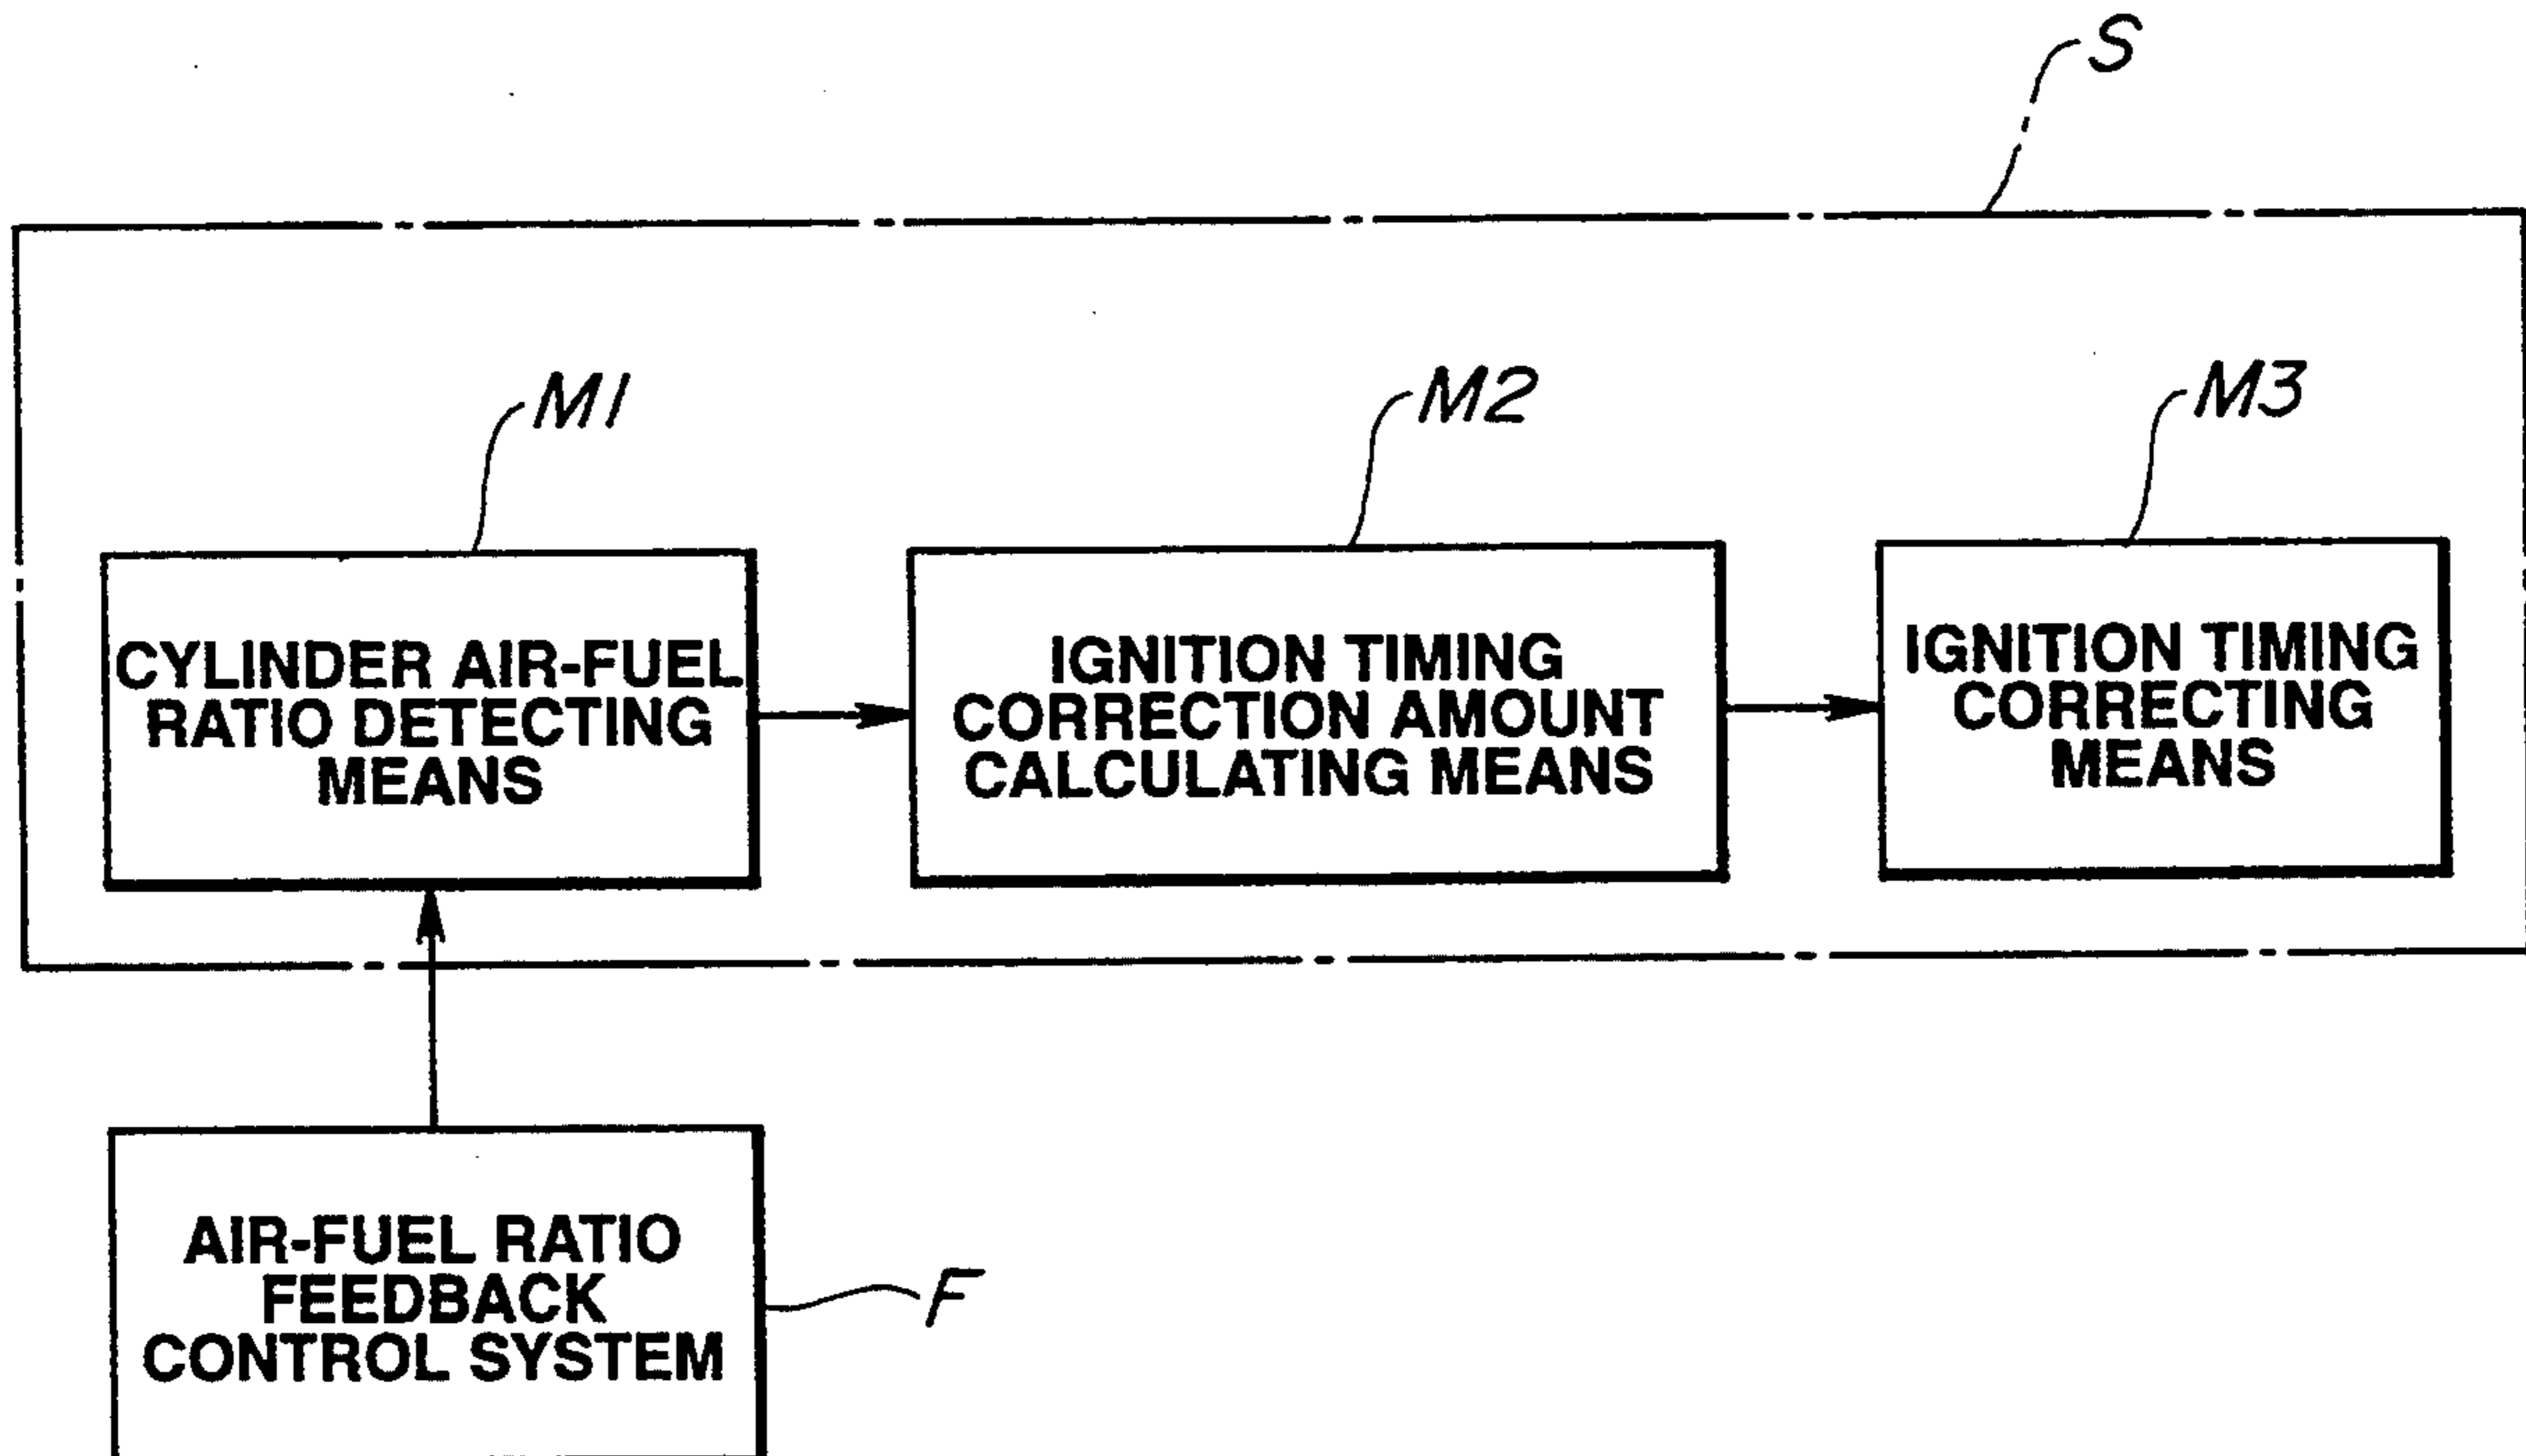 S
M1
M2
M3
CYLINDER AIR-FUEL
RATIO DETECTING
MEANS
IGNITION TIMING
CORRECTION AMOUNT
CALCULATING MEANS
IGNITION TIMING
CORRECTING
MEANS
AIR-FUEL RATIO
FEEDBACK
CONTROL SYSTEM
F